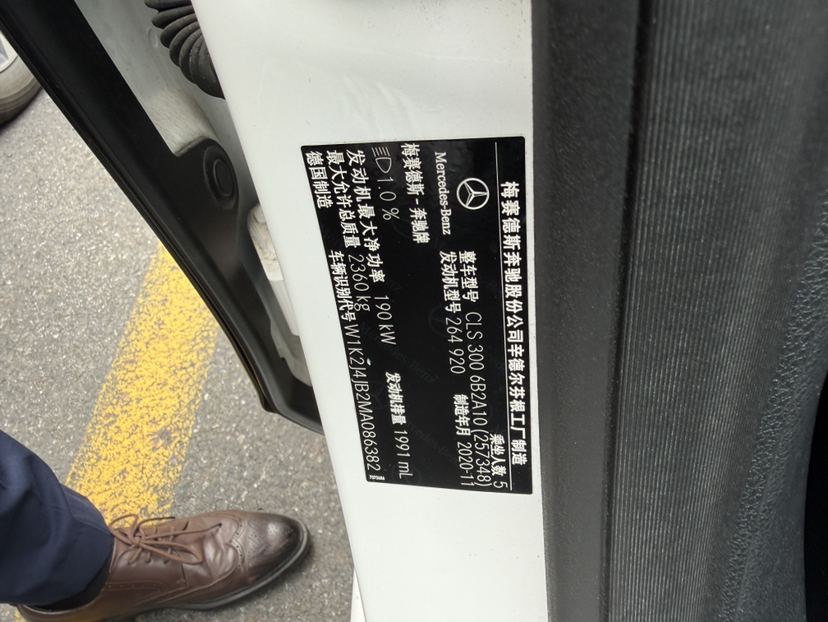 梅赛德斯奔驰股份公司辛德尔芬根工厂制造
乘坐人数 5
Mercedes-Benz
整车型号 CLS 300 6B2A10 (257348)
发动机型号 264 920
制造年月 2020-11
梅赛德斯-奔驰牌
1.0 %
发动机排量 1991 mL
发动机最大净功率 190 kW
最大允许总质量 2360 kg
德国制造
车辆识别代号 W1K2J4JB2MA086382